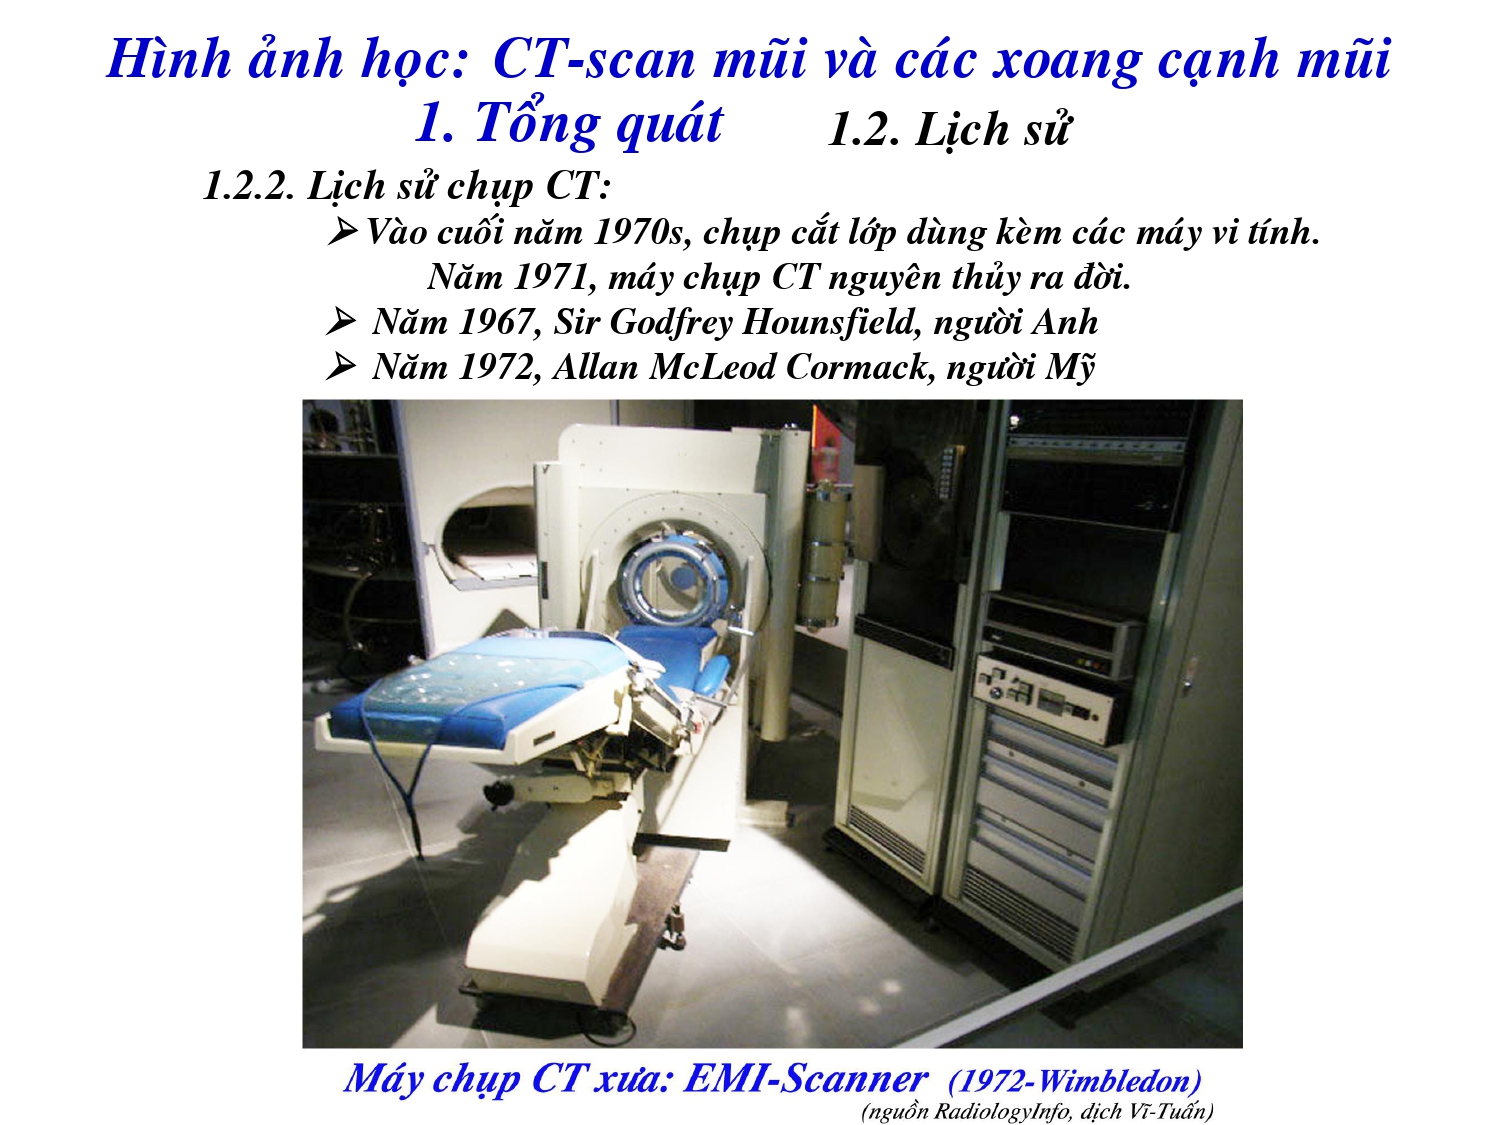 Hình ảnh học: CT-scan mũi và các xoang cạnh mũi
1. Tổng quát 1.2. Lịch sử
1.2.2. Lịch sử chụp CT:
➢ Vào cuối năm 1970s, chụp cắt lớp dùng kèm các máy vi tính.
Năm 1971, máy chụp CT nguyên thủy ra đời.
➢ Năm 1967, Sir Godfrey Hounsfield, người Anh
➢ Năm 1972, Allan McLeod Cormack, người Mỹ
Máy chụp CT xưa: EMI-Scanner (1972-Wimbledon)
(nguồn RadiologyInfo, dịch Vĩ-Tuấn)